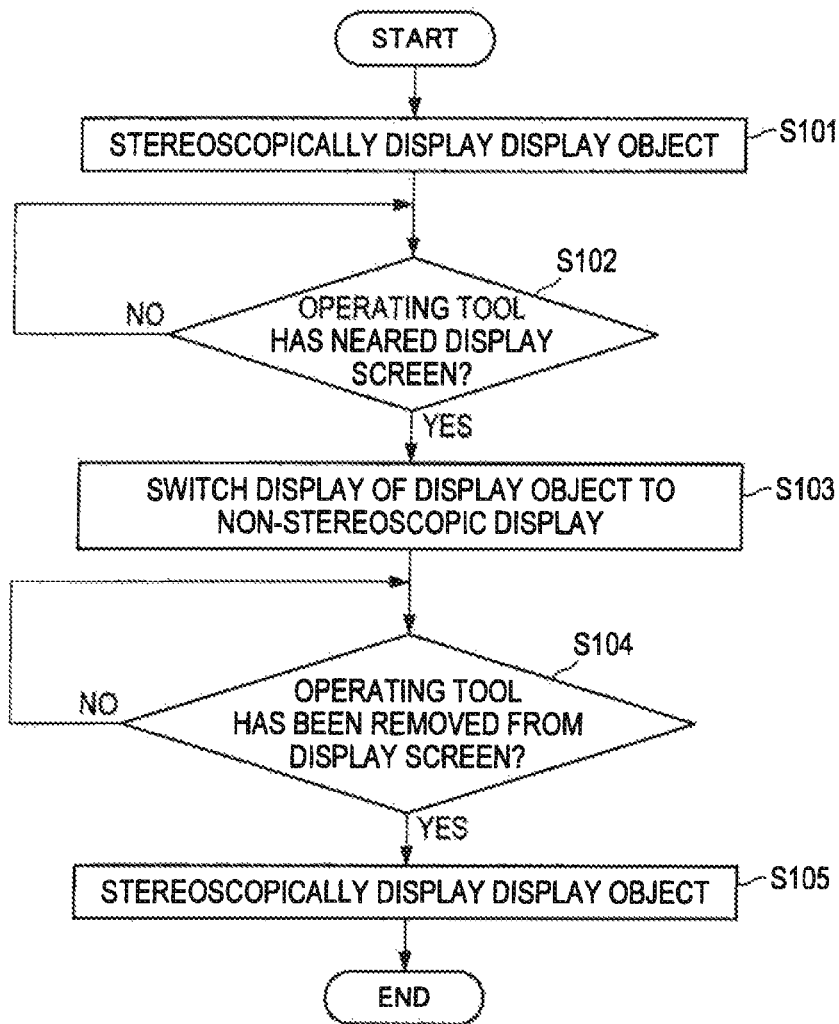 START
STEREOSCOPICALLY DISPLAY DISPLAY OBJECT
S101
S102
OPERATING TOOL
HAS NEARED DISPLAY
SCREEN?
NO
YES
SWITCH DISPLAY OF DISPLAY OBJECT TO
NON-STEREOSCOPIC DISPLAY
S103
S104
OPERATING TOOL
HAS BEEN REMOVED FROM
DISPLAY SCREEN?
NO
YES
STEREOSCOPICALLY DISPLAY DISPLAY OBJECT
S105
END